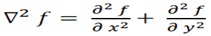 ∇² f = ∂² f / ∂ x² + ∂² f / ∂ y²